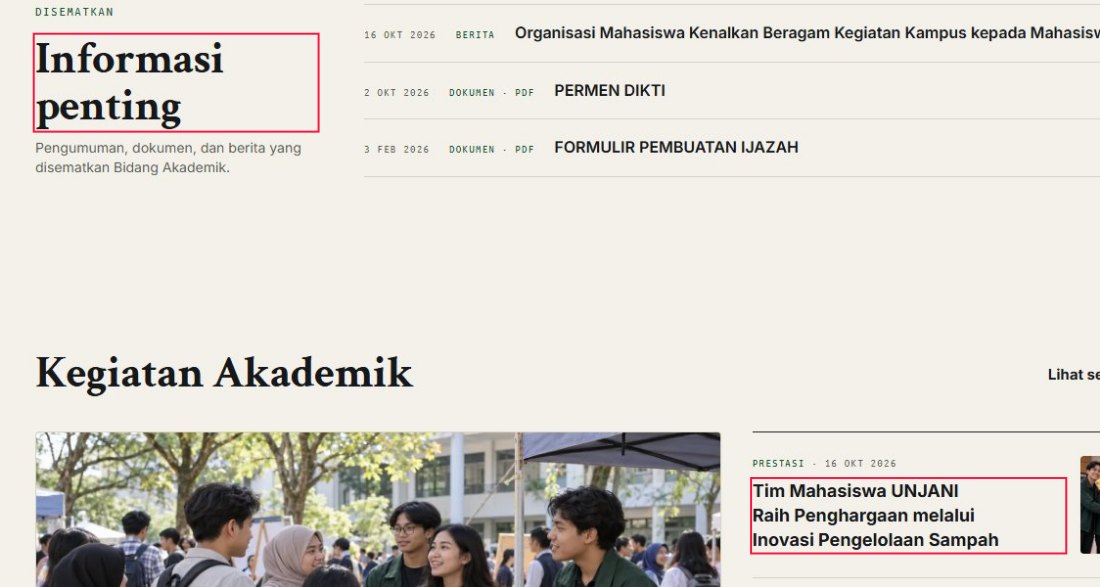 DISEMATKAN
Informasi
penting
Pengumuman, dokumen, dan berita yang
disematkan Bidang Akademik.
16 OKT 2026 BERITA Organisasi Mahasiswa Kenalkan Beragam Kegiatan Kampus kepada
2 OKT 2026 DOKUMEN · PDF PERMEN DIKTI
3 FEB 2026 DOKUMEN · PDF FORMULIR PEMBUATAN IJAZAH
Kegiatan Akademik
Lihat
PRESTASI · 16 OKT 2026
Tim Mahasiswa UNJANI
Raih Penghargaan melalui
Inovasi Pengelolaan Sampah